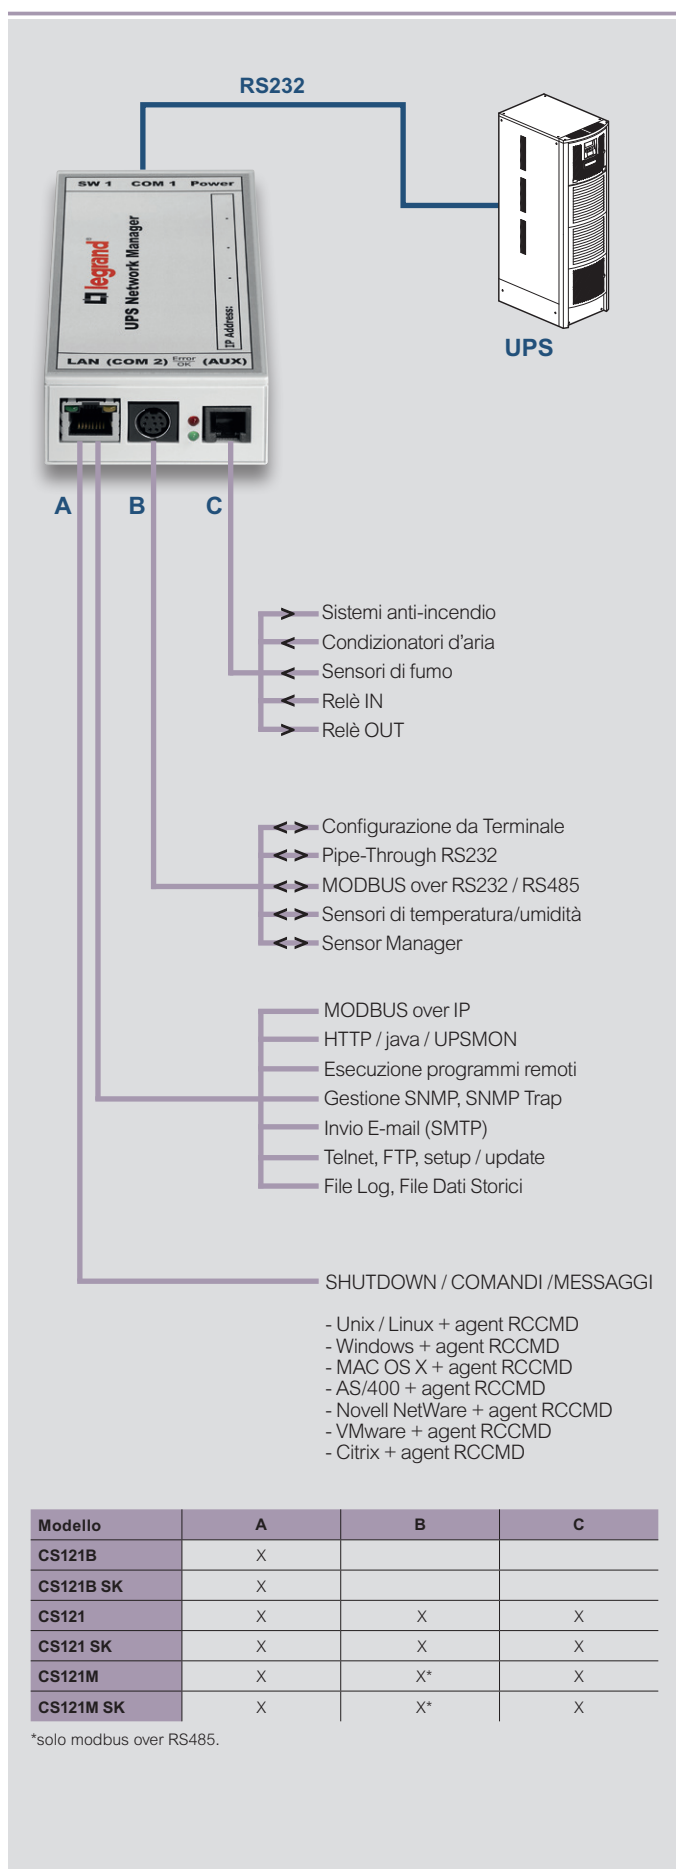 RS232
SW 1 COM 1 Power
legrand
UPS Network Manager
IP Address:
LAN (COM 2) Error OK (AUX)
UPS
A B C
Sistemi anti-incendio
Condizionatori d'aria
Sensori di fumo
Relè IN
Relè OUT
Configurazione da Terminale
Pipe-Through RS232
MODBUS over RS232 / RS485
Sensori di temperatura/umidità
Sensor Manager
MODBUS over IP
HTTP / java / UPSMON
Esecuzione programmi remoti
Gestione SNMP, SNMP Trap
Invio E-mail (SMTP)
Telnet, FTP, setup / update
File Log, File Dati Storici
SHUTDOWN / COMANDI /MESSAGGI
- Unix / Linux + agent RCCMD
- Windows + agent RCCMD
- MAC OS X + agent RCCMD
- AS/400 + agent RCCMD
- Novell NetWare + agent RCCMD
- VMware + agent RCCMD
- Citrix + agent RCCMD
Modello A B C
CS121B X
CS121B SK X
CS121 X X X
CS121 SK X X X
CS121M X X* X
CS121M SK X X* X
*solo modbus over RS485.